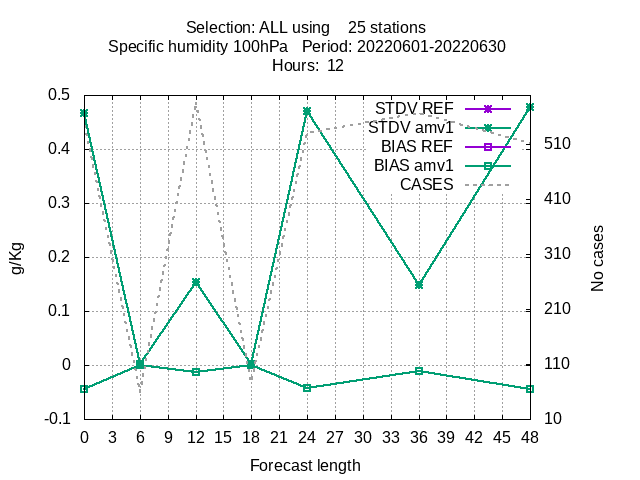 Selection: ALL using    25 stations
Specific humidity 100hPa   Period: 20220601-20220630
Hours:  12
STDV REF
STDV amv1
BIAS REF
BIAS amv1
CASES
0.5
0.4
0.3
0.2
0.1
0
-0.1
g/Kg
510
410
310
210
110
10
No cases
0 3 6 9 12 15 18 21 24 27 30 33 36 39 42 45 48
Forecast length